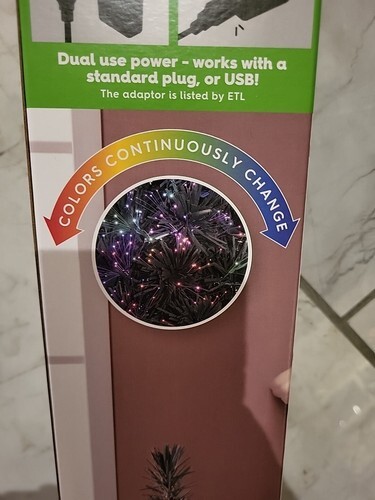 Dual use power - works with a
standard plug, or USB!
The adaptor is listed by ETL
COLORS CONTINUOUSLY CHANGE